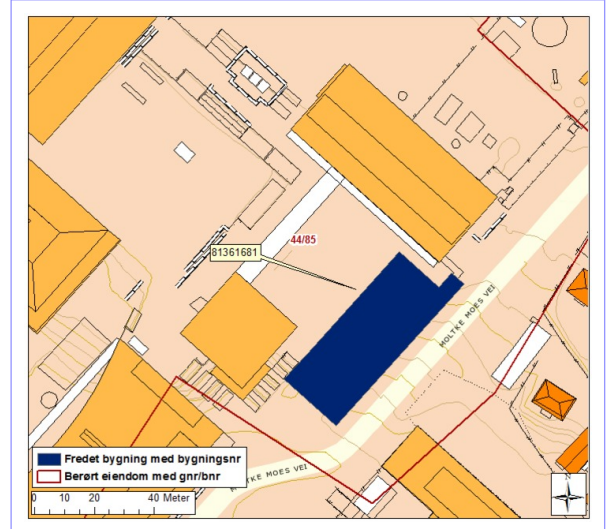 44/85
81361681
MOLTKE MOES VEI
Fredet bygning med bygningsnr
Berørt eiendom med gnr/bnr
MOLTKE MOES VEI
0 10 20 40 Meter
N